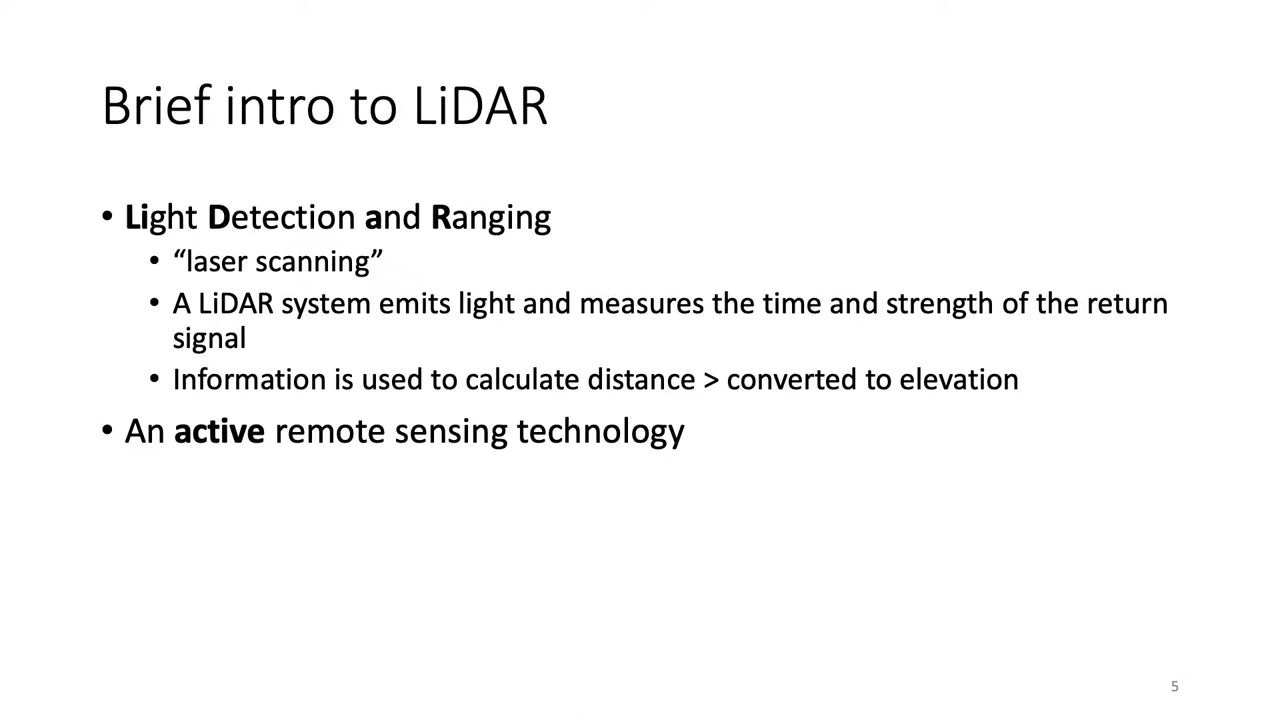 Brief intro to LiDAR
• Light Detection and Ranging
• “laser scanning”
• A LiDAR system emits light and measures the time and strength of the return
signal
• Information is used to calculate distance > converted to elevation
• An active remote sensing technology
5